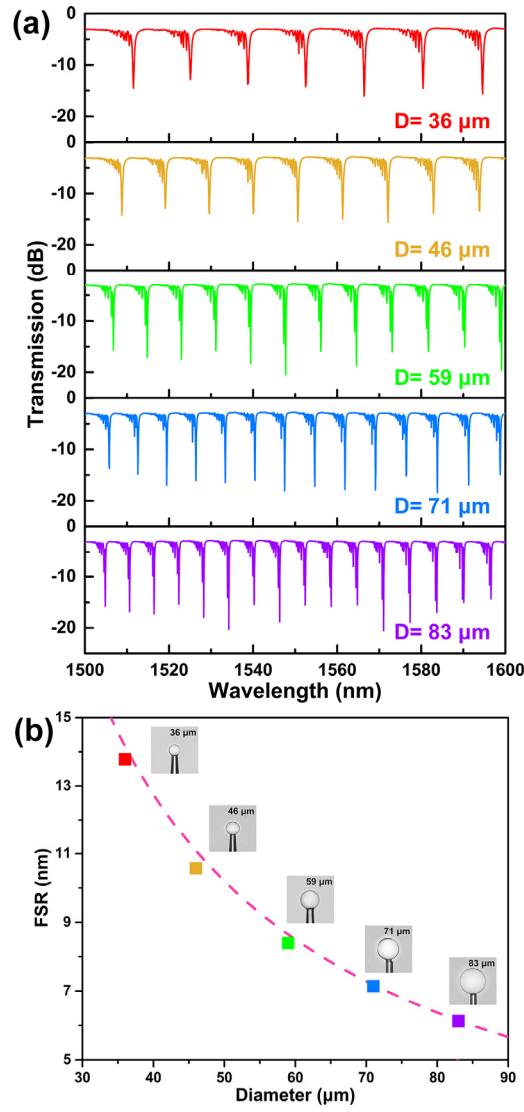 (a)
0
-10
-20
D= 36 µm
0
-10
-20
D= 46 µm
0
-10
-20
D= 59 µm
0
-10
-20
D= 71 µm
0
-10
-20
D= 83 µm
Transmission (dB)
1500 1520 1540 1560 1580 1600
Wavelength (nm)
(b)
15
13
11
9
7
5
FSR (nm)
36 µm
46 µm
59 µm
71 µm
83 µm
30 40 50 60 70 80 90
Diameter (µm)